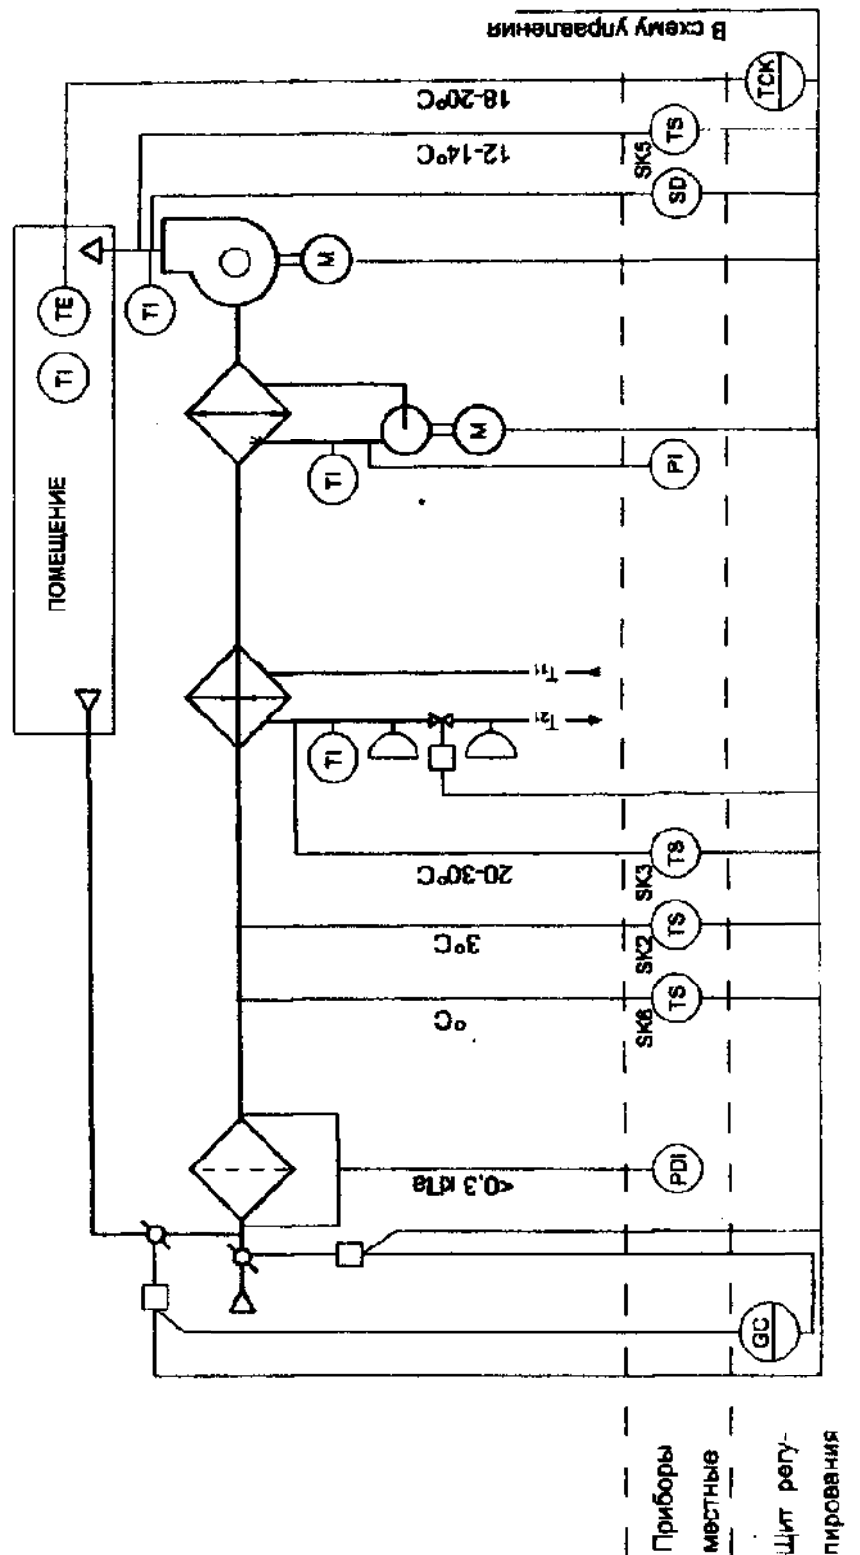 ПОМЕЩЕНИЕ
TE
TI
TI
M
M
TI
TI
T11
T21
18-20°C
12-14°C
20-30°C
3°C
°C
<0,3 кПа
В схему управления
SK5
TS
SD
PI
SK3
TS
SK2
TS
SK6
TS
PDI
TCK
GC
Приборы
местные
Щит регу-
лирования